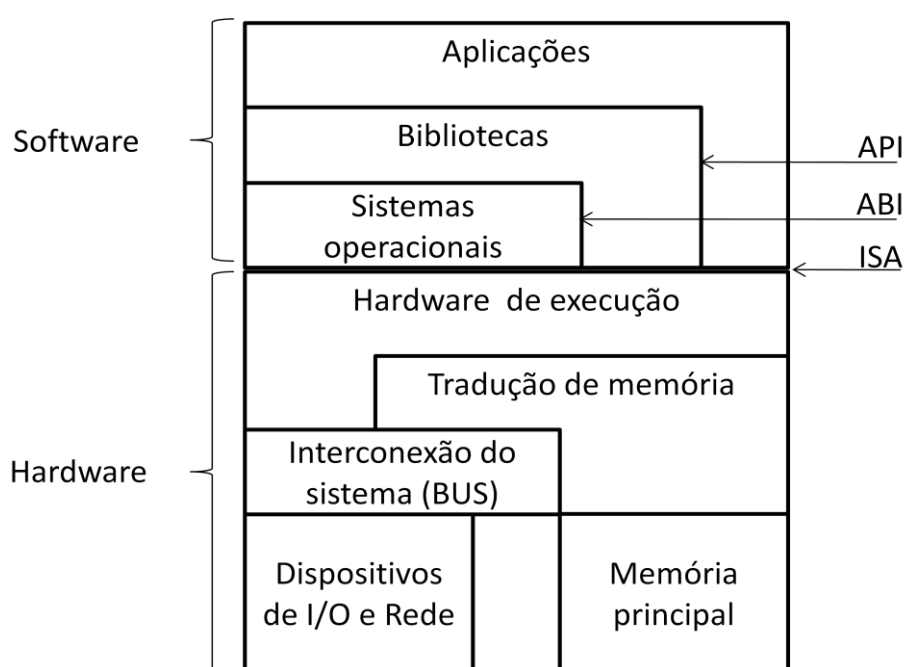 Aplicações
Software
Bibliotecas
API
Sistemas
operacionais
ABI
ISA
Hardware de execução
Tradução de memória
Hardware
Interconexão do
sistema (BUS)
Dispositivos
de I/O e Rede
Memória
principal